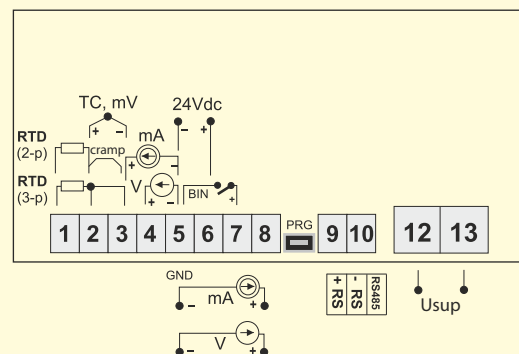 TC, mV
24Vdc
+ -
- +
RTD
(2-p)
cramp
mA
+ -
RTD
(3-p)
V
+ -
BIN
+
1 2 3 4 5 6 7 8 PRG 9 10 12 13
GND
- mA +
+ RS
- RS
RS485
Usup
- V +